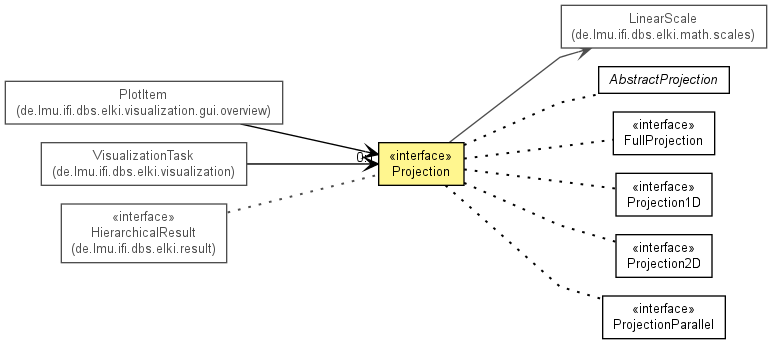 LinearScale
(de.lmu.ifi.dbs.elki.math.scales)
AbstractProjection
PlotItem
(de.lmu.ifi.dbs.elki.visualization.gui.overview)
«interface»
FullProjection
VisualizationTask
(de.lmu.ifi.dbs.elki.visualization)
«interface»
Projection
«interface»
Projection1D
«interface»
HierarchicalResult
(de.lmu.ifi.dbs.elki.result)
«interface»
Projection2D
«interface»
ProjectionParallel